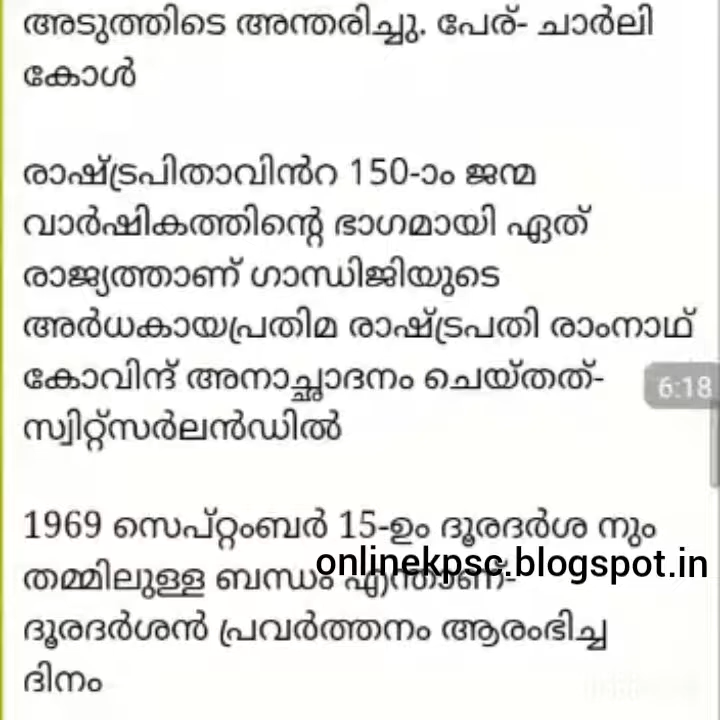 അടുത്തിടെ അന്തരിച്ചു. പേര്- ചാർലി
കോൾ
രാഷ്ട്രപിതാവിൻറ 150-ാം ജന്മ
വാർഷികത്തിന്റെ ഭാഗമായി ഏത്
രാജ്യത്താണ് ഗാന്ധിജിയുടെ
അർധകായപ്രതിമ രാഷ്ട്രപതി രാംനാഥ്
കോവിന്ദ് അനാച്ഛാദനം ചെയ്തത്-
6:18
സ്വിറ്റ്സർലൻഡിൽ
1969 സെപ്റ്റംബർ 15-ഉം ദൂരദർശ നും
onlinekpsc.blogspot.in
തമ്മിലുള്ള ബന്ധം എന്താണ്-
ദൂരദർശൻ പ്രവർത്തനം ആരംഭിച്ച
ദിനം